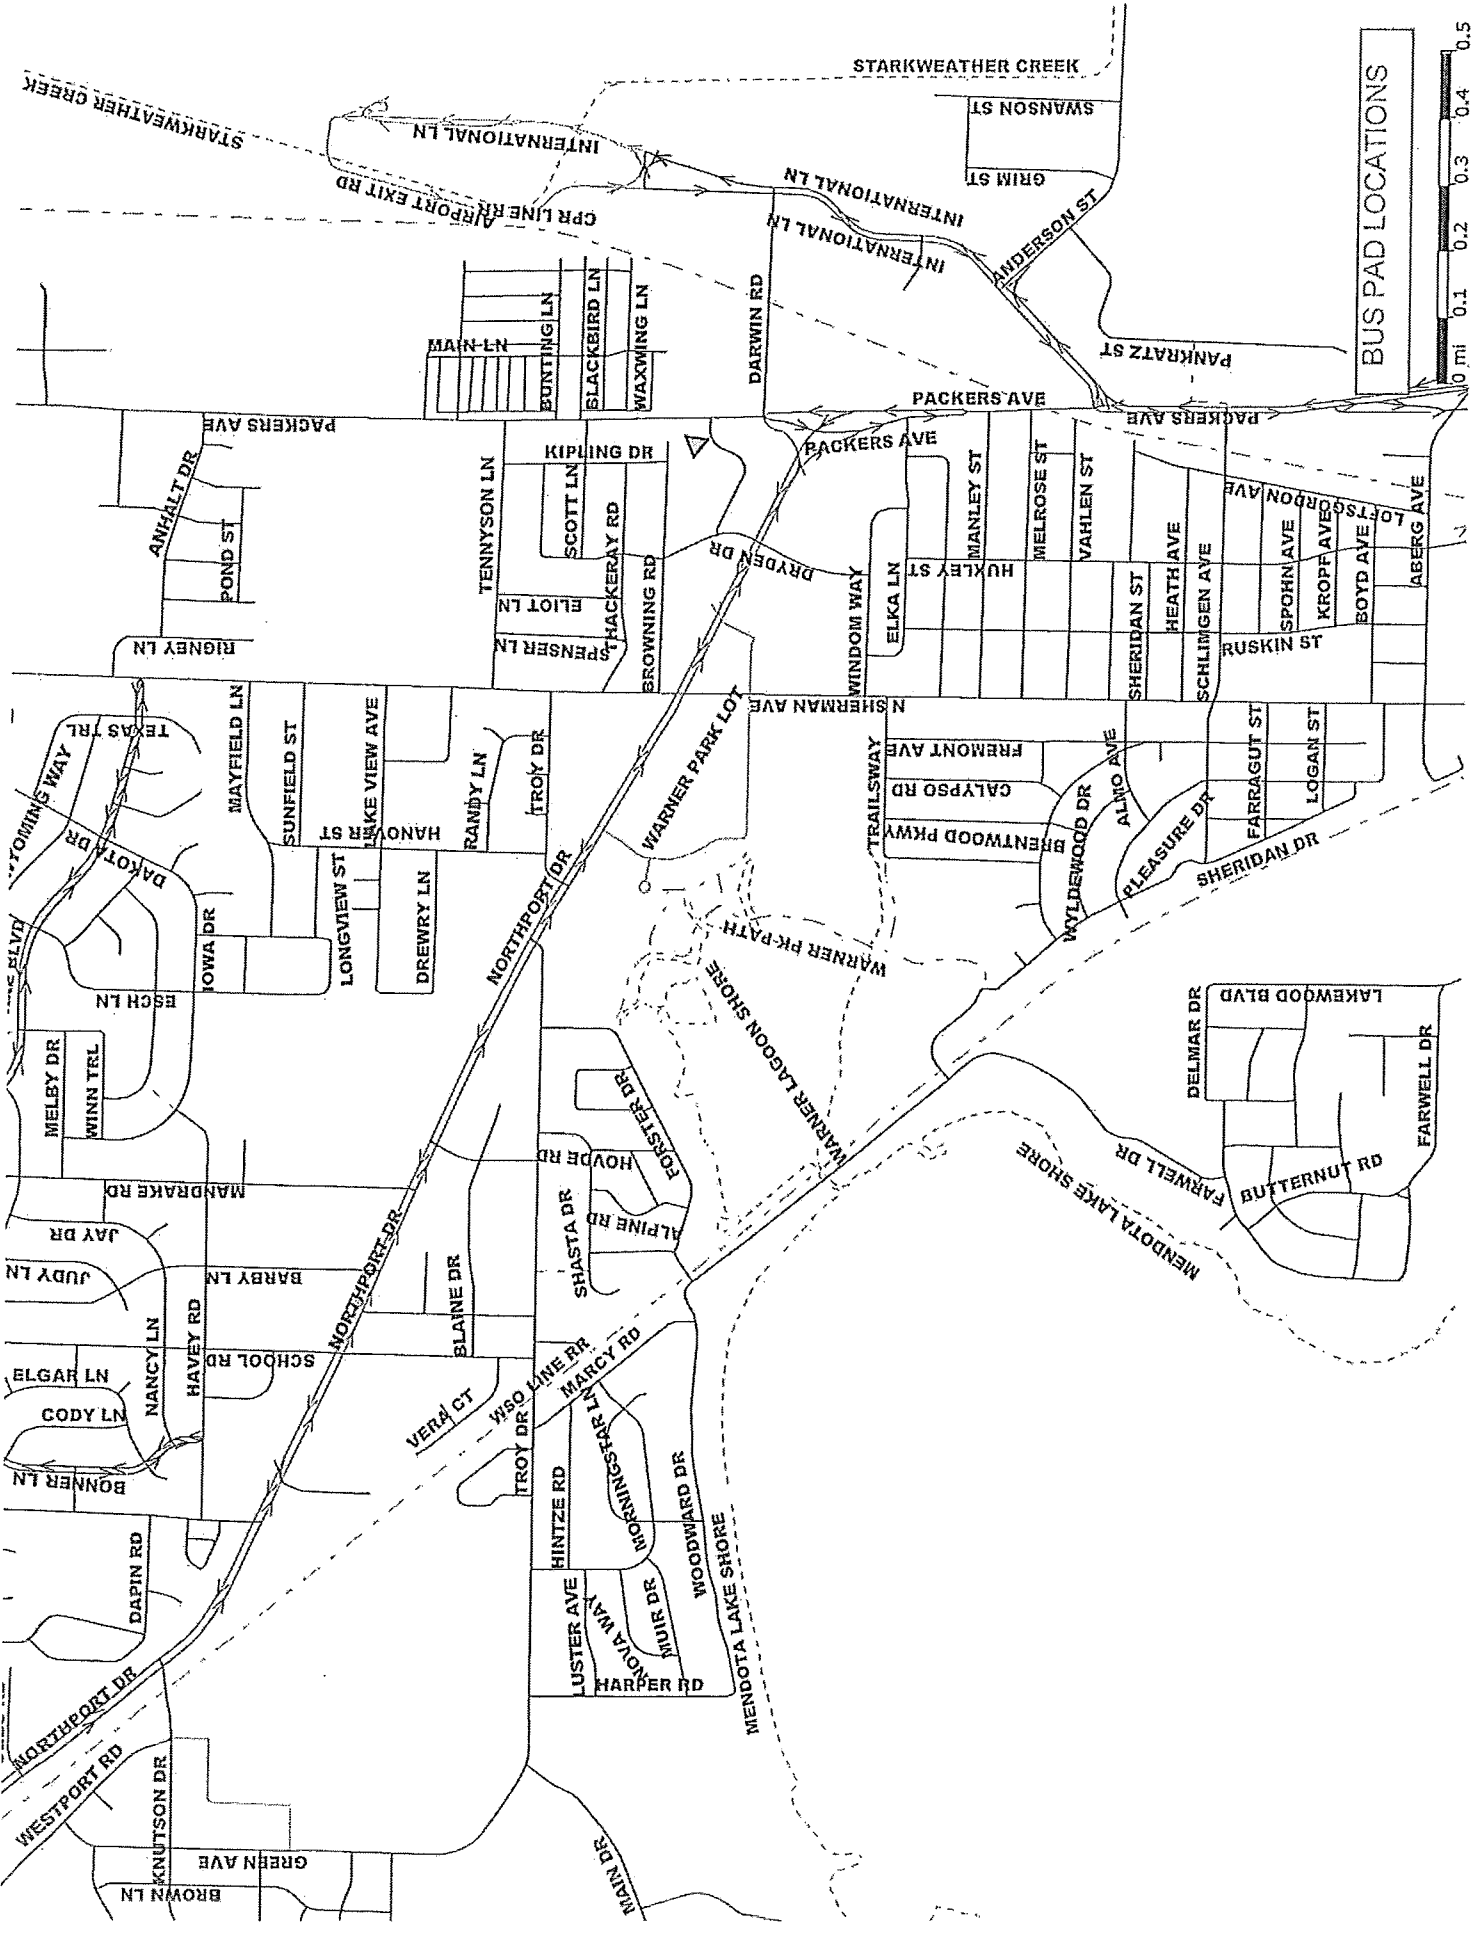 STARKWEATHER CREEK
STARKWEATHER CREEK
SWANSON ST
GRIM ST
INTERNATIONAL LN
AIRPORT EXIT RD
CPR LINE RR
INTERNATIONAL LN
INTERNATIONAL LN
ANDERSON ST
PANKRATZ ST
BUS PAD LOCATIONS
0 mi 0.1 0.2 0.3 0.4 0.5
MAIN LN
BUNTING LN
BLACKBIRD LN
WAXWING LN
DARWIN RD
PACKERS AVE
PACKERS AVE
PACKERS AVE
PACKERS AVE
ANHALT DR
POND ST
RIGNEY LN
TENNYSON LN
KIPLING DR
SCOTT LN
THACKERAY RD
ELIOT LN
SPENSER LN
BROWNING RD
DRYDEN DR
WINDOM WAY
ELKA LN
HUXLEY ST
MANLEY ST
MELROSE ST
VAHLEN ST
SHERIDAN ST
HEATH AVE
SCHLIMGEN AVE
LOFTSGORDON AVE
SPOHN AVE
KROPF AVE
BOYD AVE
ABERG AVE
RUSKIN ST
N SHERMAN AVE
TEXAS TRL
WYOMING WAY
DAKOTA DR
MAYFIELD LN
SUNFIELD ST
LAKE VIEW AVE
HANOVER ST
RANDY LN
TROY DR
WARNER PARK LOT
TRAILSWAY
FREMONT AVE
CALYPSO RD
BRENTWOOD PKWY
WYLDEWOOD DR
ALMO AVE
PLEASURE DR
FARRAGUT ST
LOGAN ST
SHERIDAN DR
BLVD
ESCH LN
IOWA DR
LONGVIEW ST
DREWRY LN
NORTHPORT DR
NORTHPORT DR
WARNER PK-PATH
WARNER LAGOON SHORE
MELBY DR
WINN TRL
MANDRAKE RD
JAY DR
JUDY LN
BARBY LN
NANCY LN
HAVEY RD
SCHOOL RD
ELGAR LN
CODY LN
BONNER LN
BLAINE DR
VERA CT
HOVDE RD
FORSTER DR
SHASTA DR
ALPINE RD
WSO LINE RR
MARCY RD
TROY DR
HINTZE RD
MORNINGSTAR LN
WOODWARD DR
LUSTER AVE
NOVA WAY
MUIR DR
HARPER RD
MENDOTA LAKE SHORE
MENDOTA LAKE SHORE
DELMAR DR
LAKEWOOD BLVD
FARWELL DR
FARWELL DR
BUTTERNUT RD
DAPIN RD
NORTHPORT DR
WESTPORT RD
KNUTSON DR
GREEN AVE
BROWN LN
MAIN DR